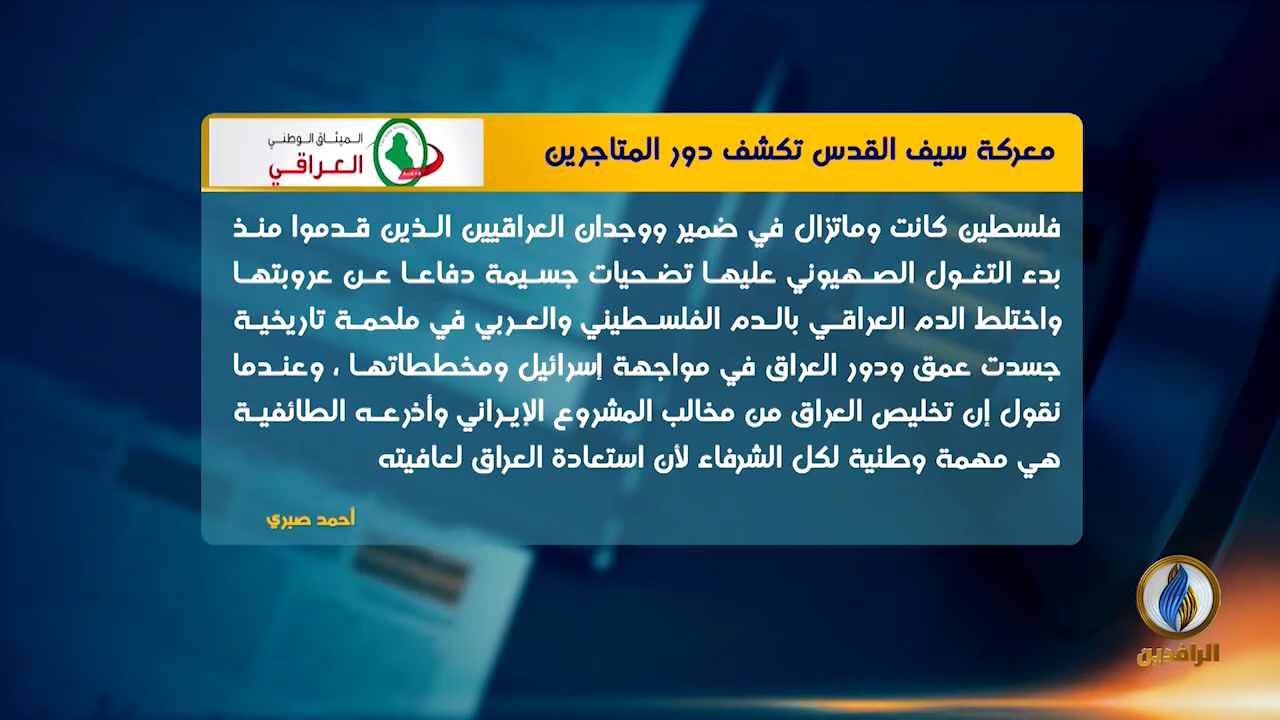 معركة سيف القدس تكشف دور المتاجرين
الميثاق الوطني
العراقي
فلسطين كانت وماتزال في ضمير ووجدان العراقيين الذين قدموا منذ
بدء التغول الصهيوني عليها تضحيات جسيمة دفاعا عن عروبتها
واختلط الدم العراقي بالدم الفلسطيني والعربي في ملحمة تاريخية
جسدت عمق ودور العراق في مواجهة إسرائيل ومخططاتها ، وعندما
نقول إن تخليص العراق من مخالب المشروع الإيراني وأذرعه الطائفية
هي مهمة وطنية لكل الشرفاء لأن استعادة العراق لعافيته
أحمد صبري
الرافدين